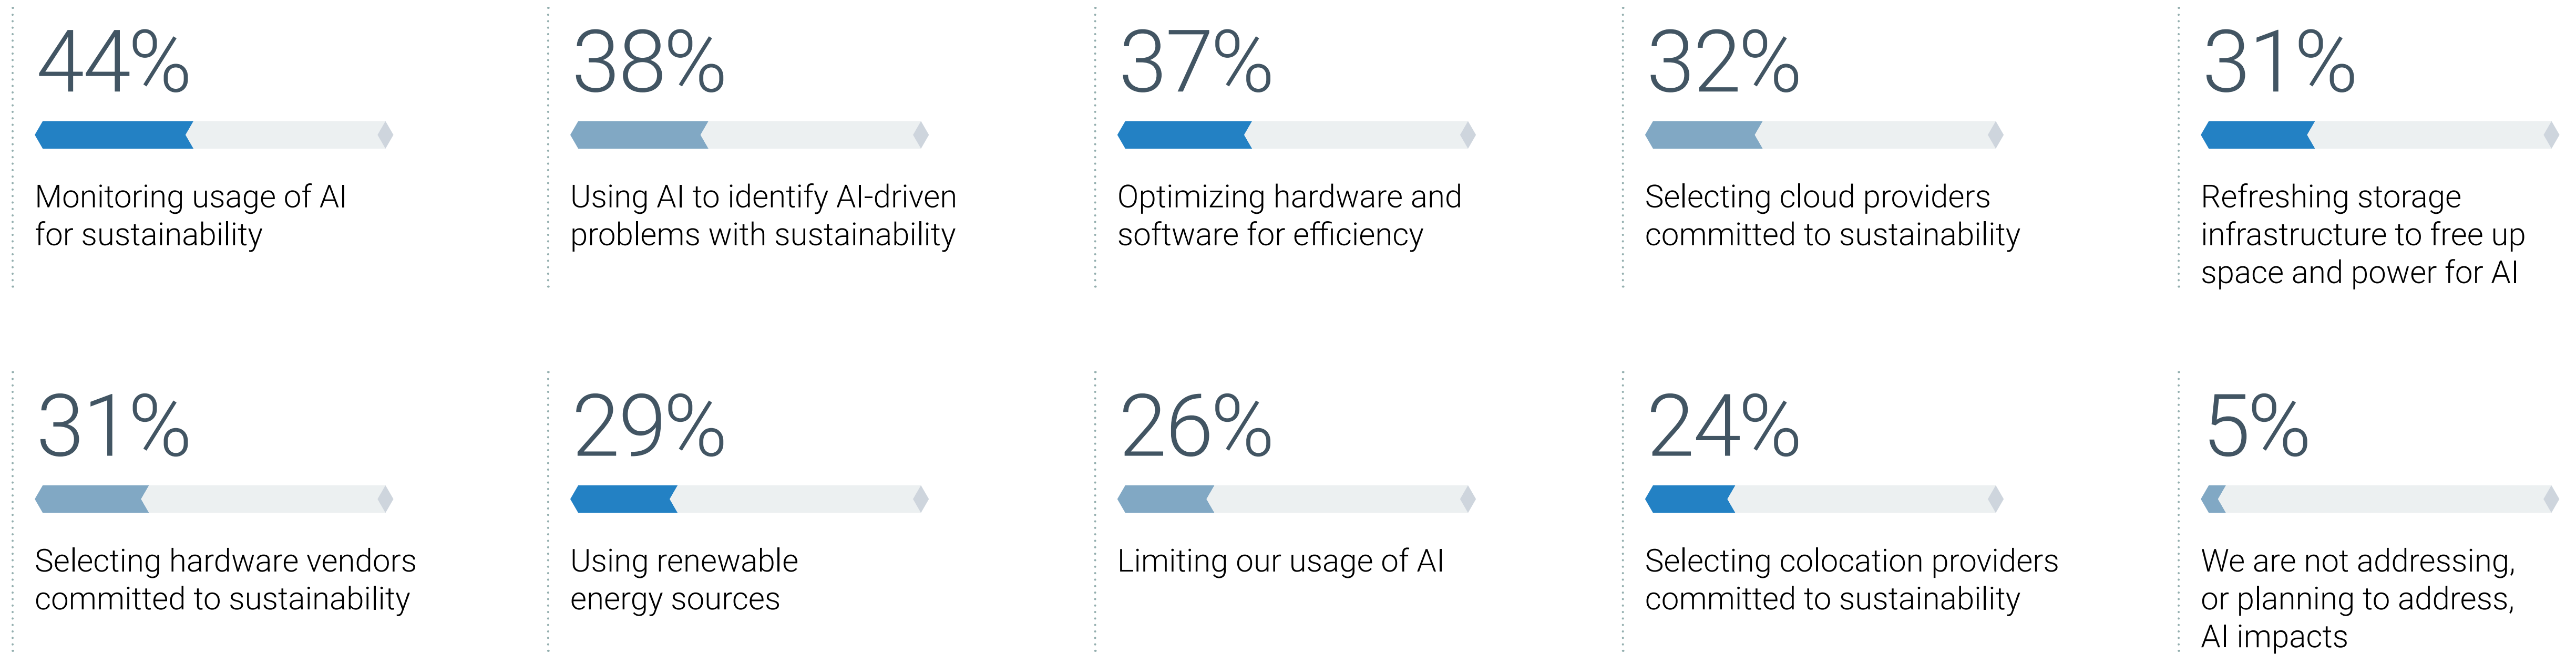 44%
Monitoring usage of AI
for sustainability
38%
Using AI to identify AI-driven
problems with sustainability
37%
Optimizing hardware and
software for efficiency
32%
Selecting cloud providers
committed to sustainability
31%
Refreshing storage
infrastructure to free up
space and power for AI
31%
Selecting hardware vendors
committed to sustainability
29%
Using renewable
energy sources
26%
Limiting our usage of AI
24%
Selecting colocation providers
committed to sustainability
5%
We are not addressing,
or planning to address,
AI impacts